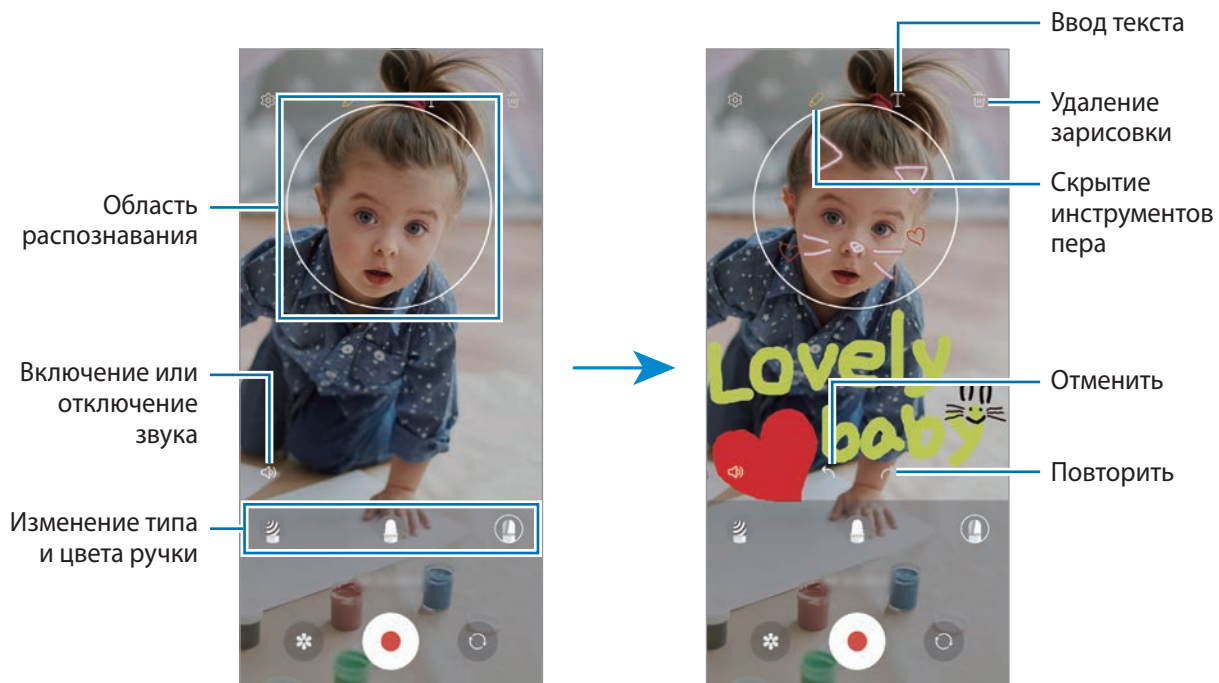 Ввод текста
Удаление
зарисовки
Скрытие
инструментов
пера
Область
распознавания
Включение или
отключение
звука
Изменение типа
и цвета ручки
T
T
Lovely
baby
Отменить
Повторить